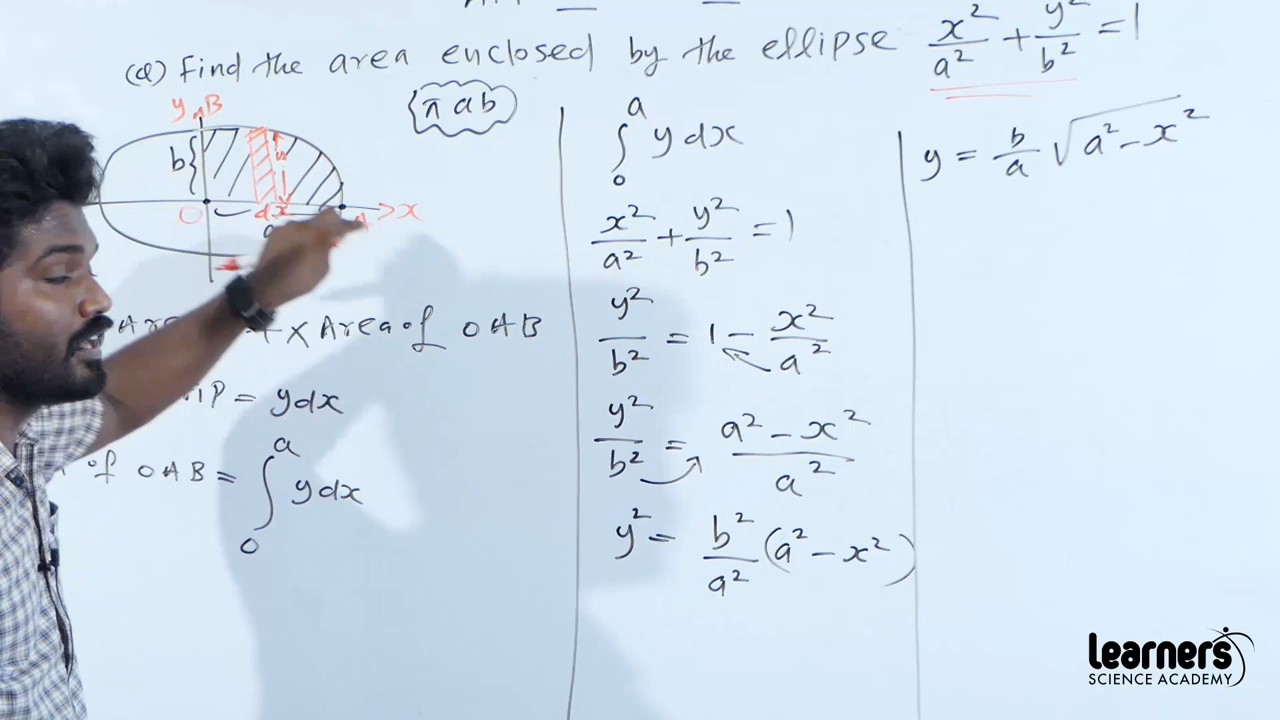 (a) Find the area enclosed by the ellipse x²/a² + y²/b² = 1
{πab}
y B
b
O dx x
a
4 × Area of OAB
= ydx
of OAB = ∫₀ᵃ ydx
∫₀ᵃ y dx
x²/a² + y²/b² = 1
y²/b² = 1 - x²/a²
y²/b² = a² - x²/a²
y² = b²/a² (a² - x²)
y = b/a √a² - x²
Learners
SCIENCE ACADEMY